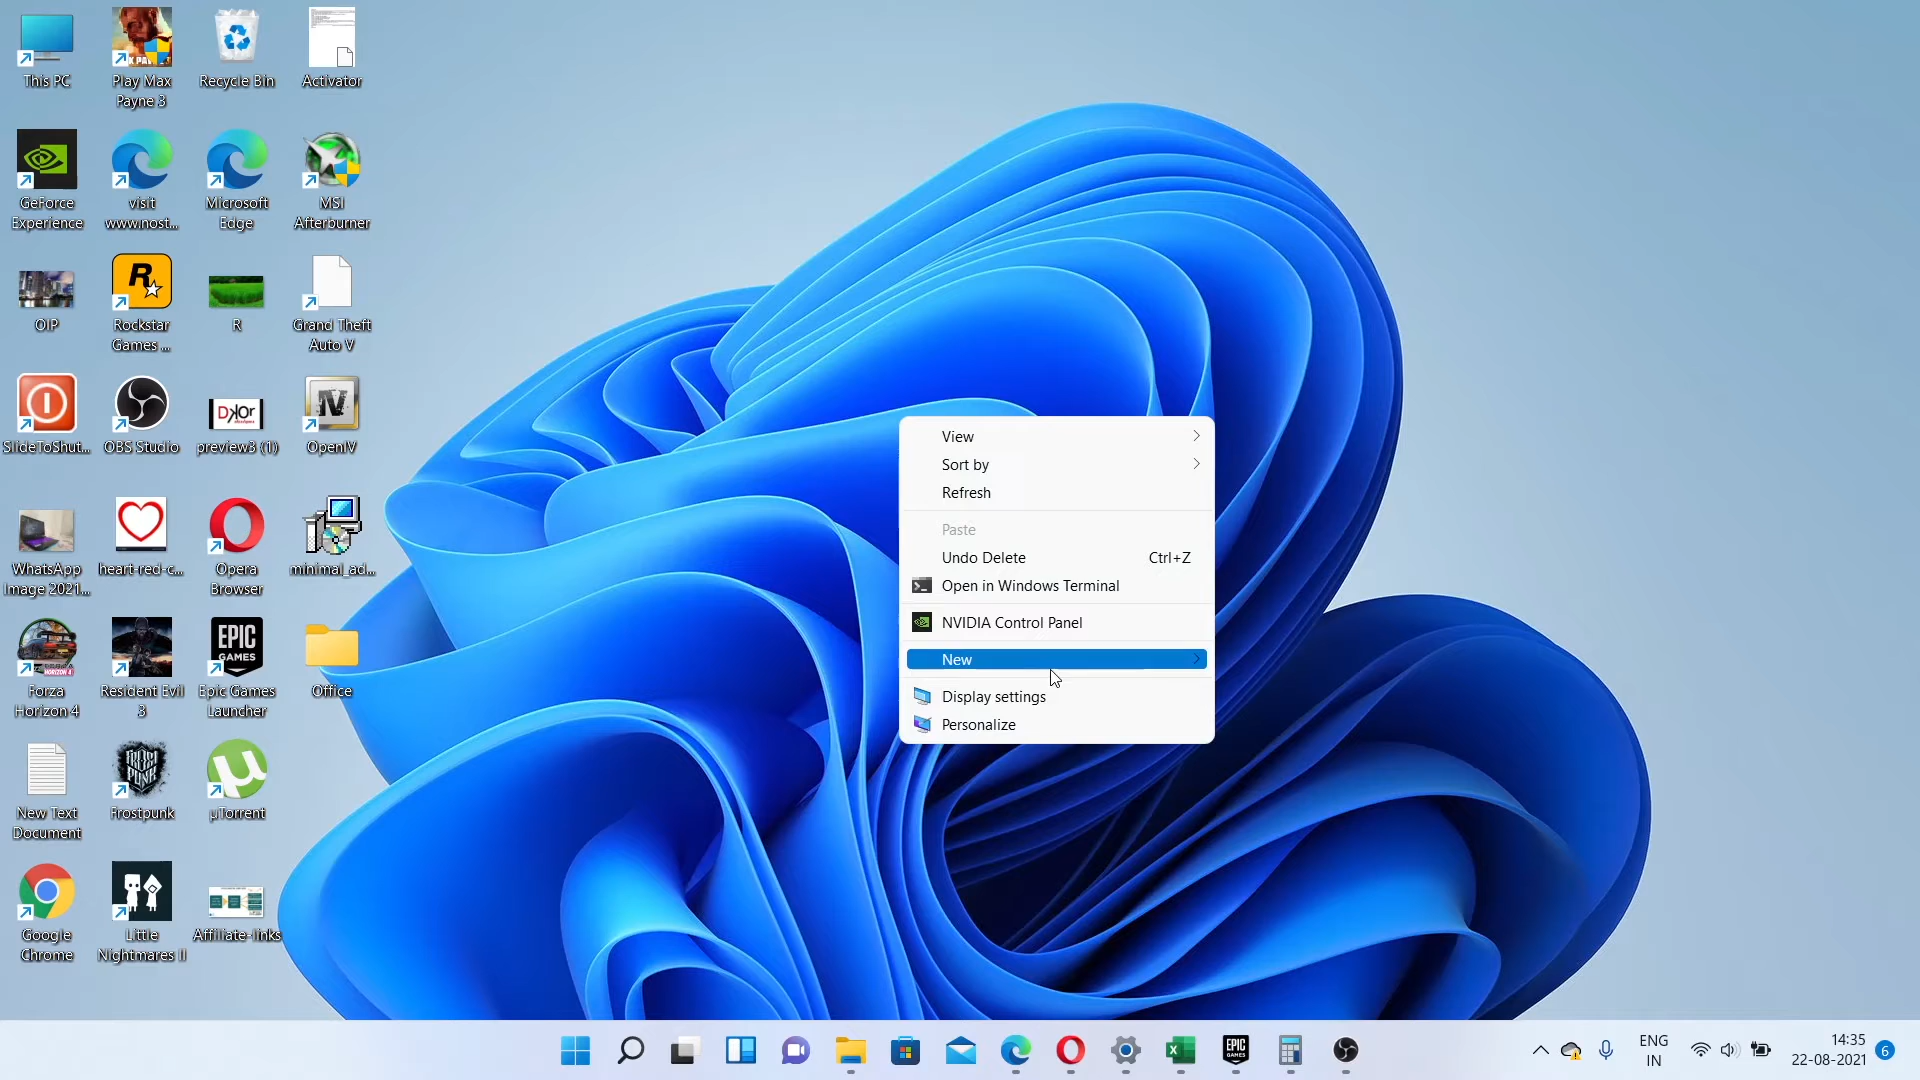 This PC
Play Max
Payne 3
Recycle Bin
Activator
GeForce
Experience
visit
www.nost...
Microsoft
Edge
MSI
Afterburner
OIP
Rockstar
Games ...
R
Grand Theft
Auto V
SlideToShut...
OBS Studio
preview3 (1)
OpenIV
WhatsApp
Image 2021...
heart-red-c...
Opera
Browser
minimal_ad...
Forza
Horizon 4
Resident Evil
3
EPIC
GAMES
Epic Games
Launcher
Office
New Text
Document
Frostpunk
µTorrent
Google
Chrome
Little
Nightmares II
Affiliate-links
View
Sort by
Refresh
Paste
Undo Delete Ctrl+Z
Open in Windows Terminal
NVIDIA Control Panel
New
Display settings
Personalize
ENG
IN
14:35
22-08-2021
6